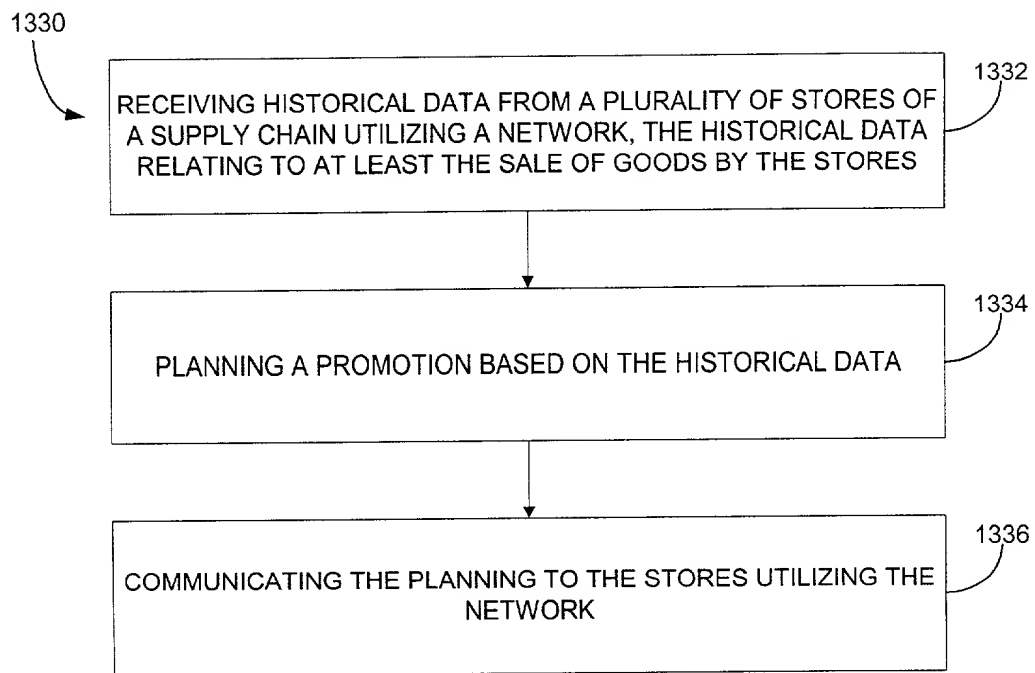 1330
1332
RECEIVING HISTORICAL DATA FROM A PLURALITY OF STORES OF
A SUPPLY CHAIN UTILIZING A NETWORK, THE HISTORICAL DATA
RELATING TO AT LEAST THE SALE OF GOODS BY THE STORES
1334
PLANNING A PROMOTION BASED ON THE HISTORICAL DATA
1336
COMMUNICATING THE PLANNING TO THE STORES UTILIZING THE
NETWORK